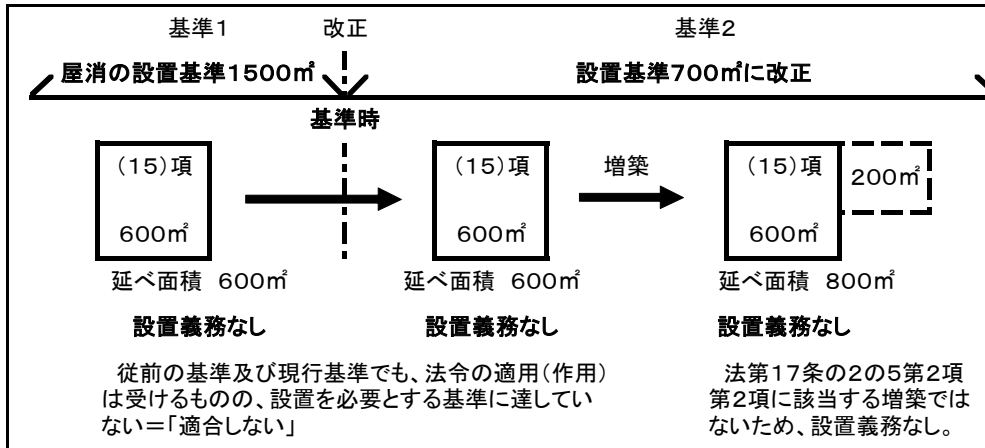 基準1 改正 基準2
屋消の設置基準1500㎡ 設置基準700㎡に改正
基準時
(15)項 (15)項 増築 (15)項 200㎡
600㎡ 600㎡ 600㎡
延べ面積 600㎡ 延べ面積 600㎡ 延べ面積 800㎡
設置義務なし 設置義務なし 設置義務なし
従前の基準及び現行基準でも、法令の適用(作用)
は受けるものの、設置を必要とする基準に達してい
ない=「適合しない」
法第17条の2の5第2項
第2項に該当する増築では
ないため、設置義務なし。